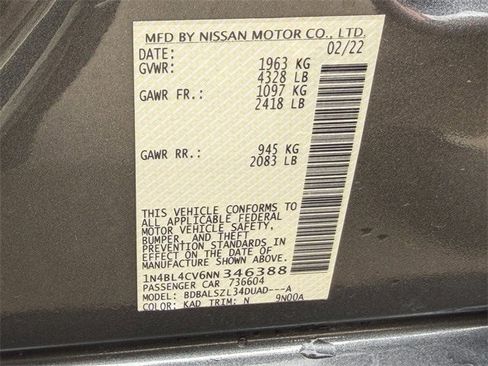 MFD BY NISSAN MOTOR CO., LTD.
DATE: 02/22
GVWR: 1963 KG
4328 LB
GAWR FR.: 1097 KG
2418 LB
GAWR RR.: 945 KG
2083 LB
THIS VEHICLE CONFORMS TO
ALL APPLICABLE FEDERAL
MOTOR VEHICLE SAFETY,
BUMPER, AND THEFT
PREVENTION STANDARDS IN
EFFECT ON THE DATE OF
MANUFACTURE SHOWN ABOVE.
1N4BL4CV6NN346388
PASSENGER CAR 736604
MODEL: BDBALSZL34DUAD---A
COLOR: KAD TRIM: N 9N00A